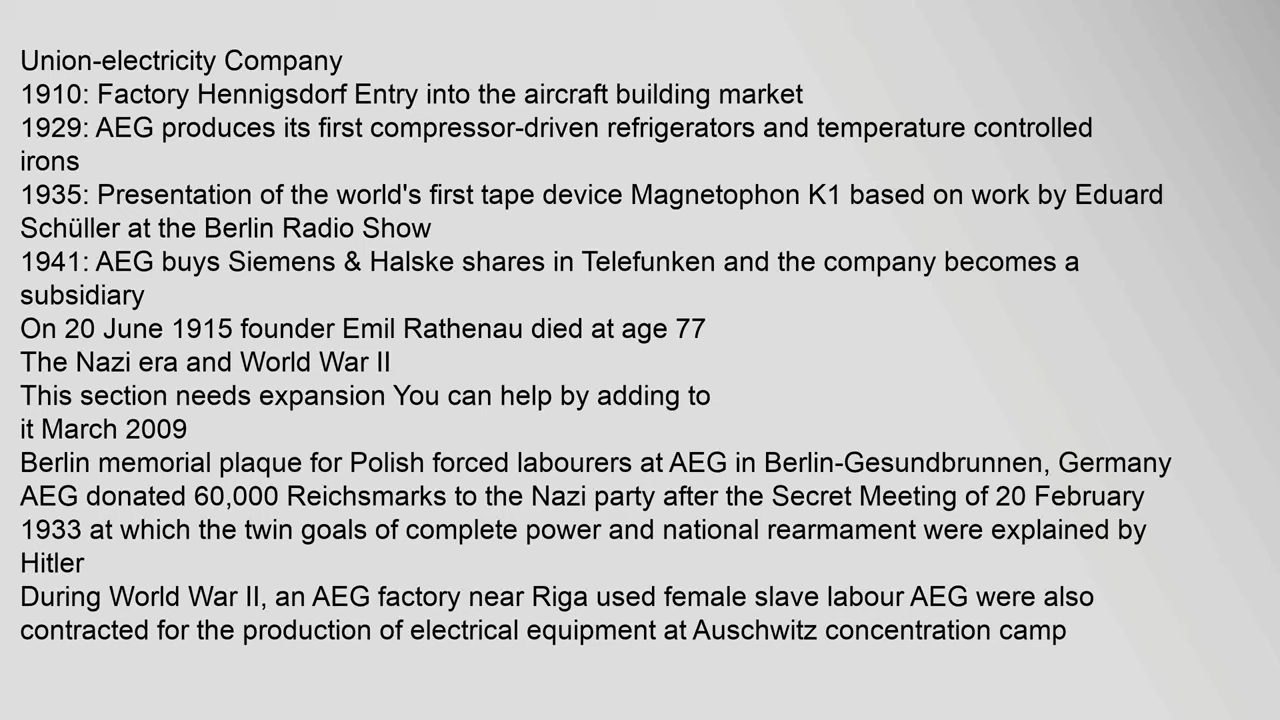 Union-electricity Company
1910: Factory Hennigsdorf Entry into the aircraft building market
1929: AEG produces its first compressor-driven refrigerators and temperature controlled
irons
1935: Presentation of the world's first tape device Magnetophon K1 based on work by Eduard
Schüller at the Berlin Radio Show
1941: AEG buys Siemens & Halske shares in Telefunken and the company becomes a
subsidiary
On 20 June 1915 founder Emil Rathenau died at age 77
The Nazi era and World War II
This section needs expansion You can help by adding to
it March 2009
Berlin memorial plaque for Polish forced labourers at AEG in Berlin-Gesundbrunnen, Germany
AEG donated 60,000 Reichsmarks to the Nazi party after the Secret Meeting of 20 February
1933 at which the twin goals of complete power and national rearmament were explained by
Hitler
During World War II, an AEG factory near Riga used female slave labour AEG were also
contracted for the production of electrical equipment at Auschwitz concentration camp